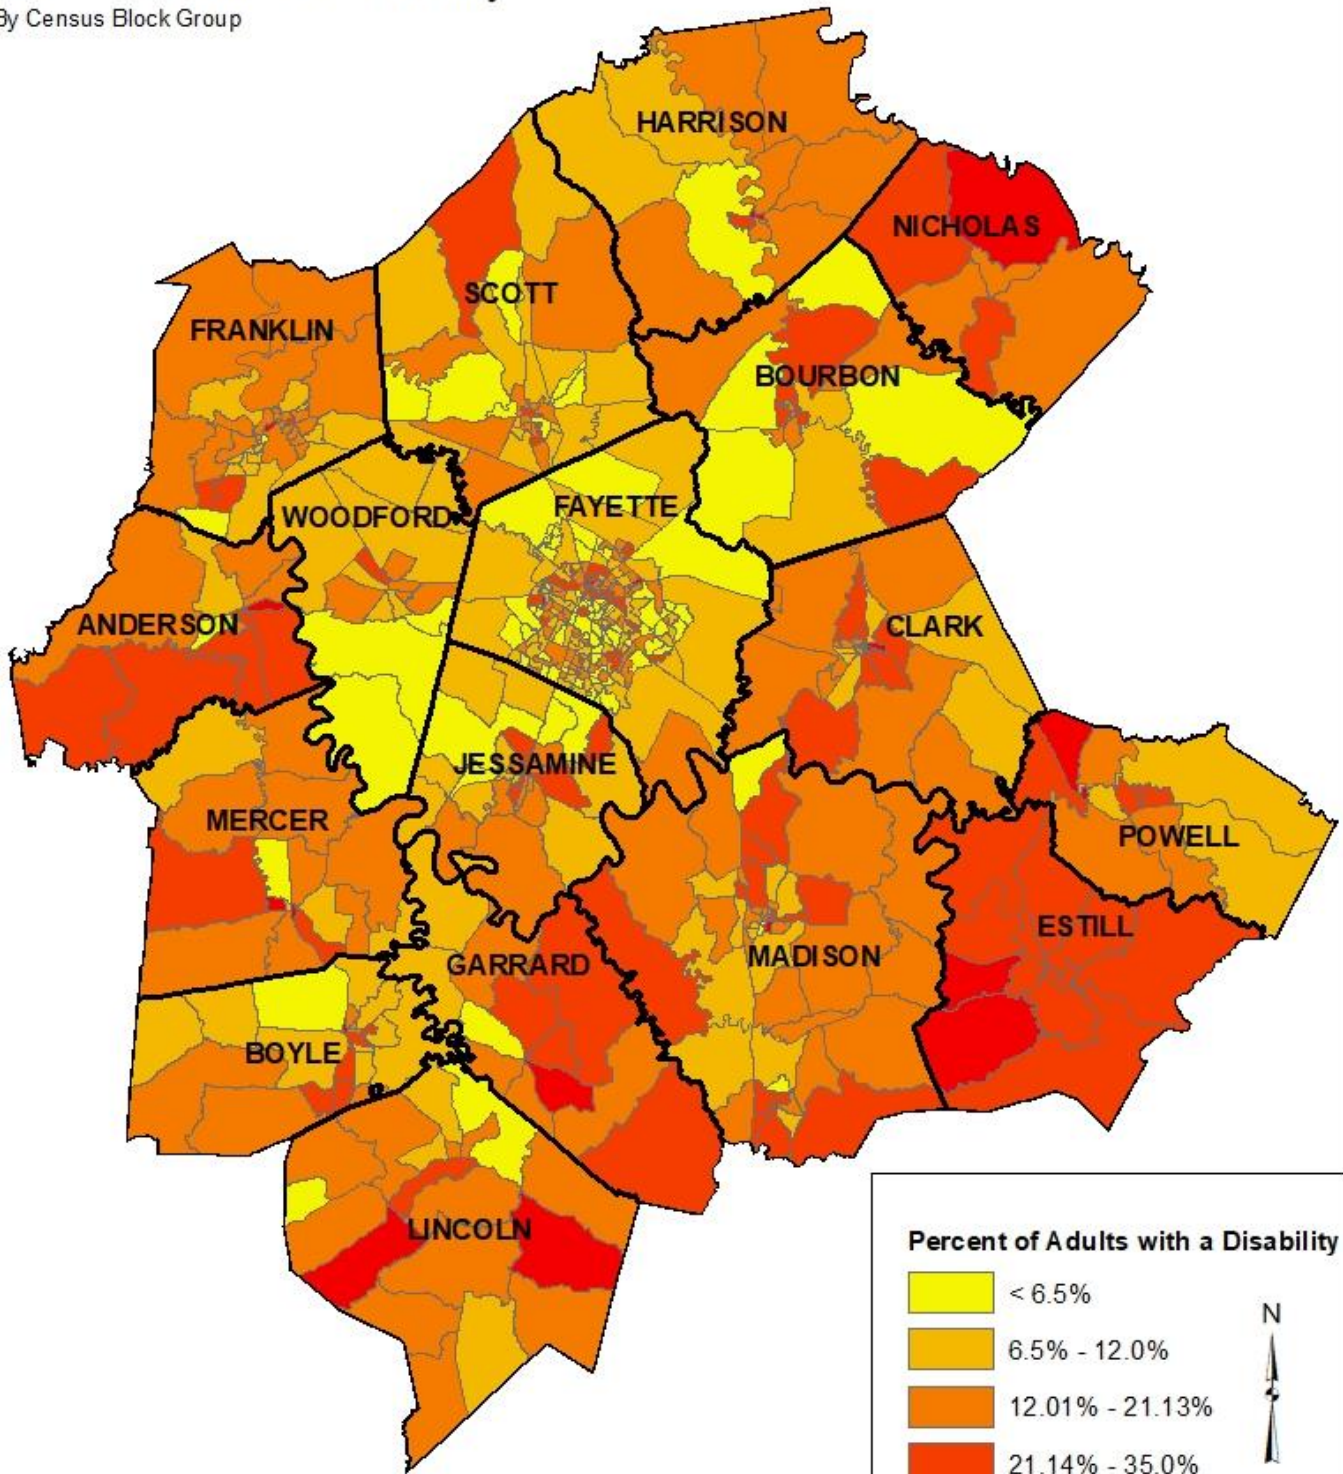 By Census Block Group
HARRISON
NICHOLAS
SCOTT
FRANKLIN
BOURBON
FAYETTE
WOODFORD
ANDERSON
CLARK
JESSAMINE
MERCER
POWELL
ESTILL
GARRARD
MADISON
BOYLE
LINCOLN
Percent of Adults with a Disability
< 6.5%
6.5% - 12.0%
12.01% - 21.13%
21.14% - 35.0%
N